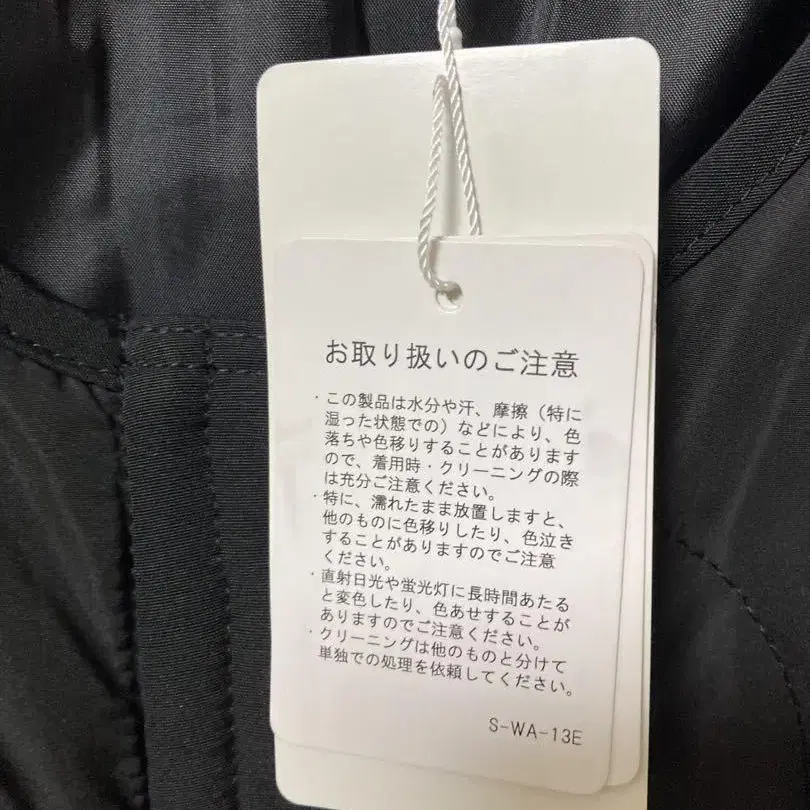 お取り扱いのご注意
・この製品は水分や汗、摩擦（特に
湿った状態での）などにより、色
落ちや色移りすることがあります
ので、着用時・クリーニングの際
は充分ご注意ください。
・特に、濡れたまま放置しますと、
他のものに色移りしたり、色泣き
することがありますのでご注意
ください。
・直射日光や蛍光灯に長時間あたる
と変色したり、色あせすることが
ありますのでご注意ください。
・クリーニングは他のものと分けて
単独での処理を依頼してください。
S-WA-13E